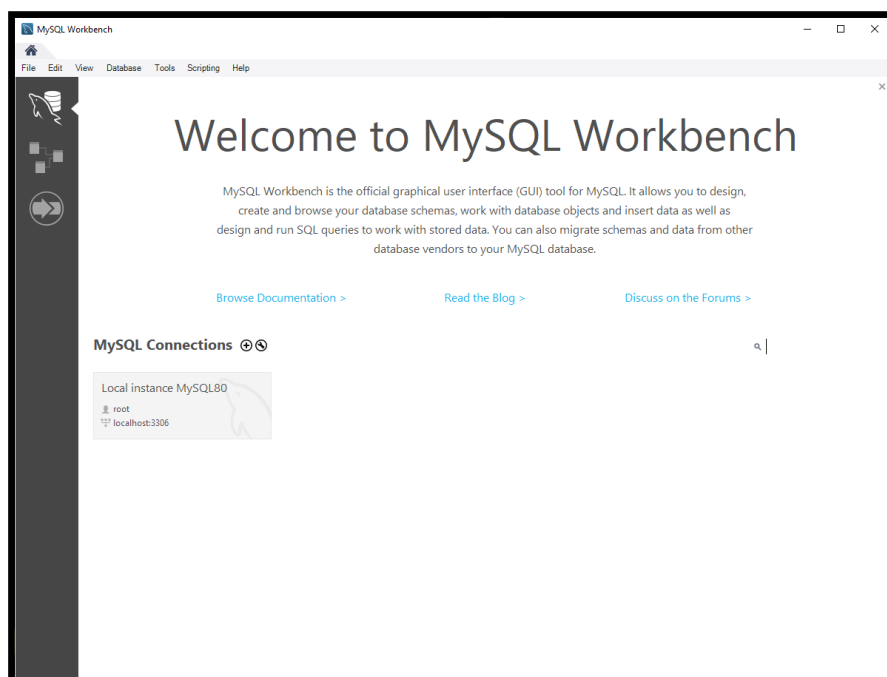 MySQL Workbench
File Edit View Database Tools Scripting Help
Welcome to MySQL Workbench
MySQL Workbench is the official graphical user interface (GUI) tool for MySQL. It allows you to design,
create and browse your database schemas, work with database objects and insert data as well as
design and run SQL queries to work with stored data. You can also migrate schemas and data from other
database vendors to your MySQL database.
Browse Documentation > Read the Blog > Discuss on the Forums >
MySQL Connections
Local instance MySQL80
root
localhost:3306